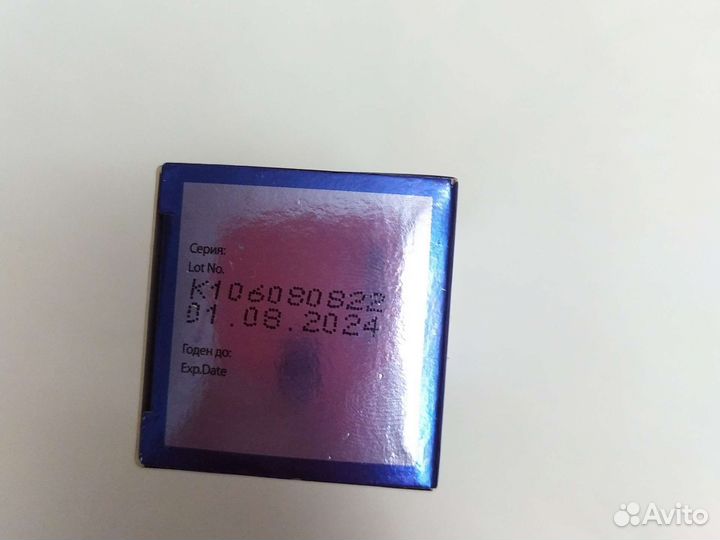 Серия:
Lot No.
K106080822
01.08.2024
Годен до:
Exp.Date
Avito